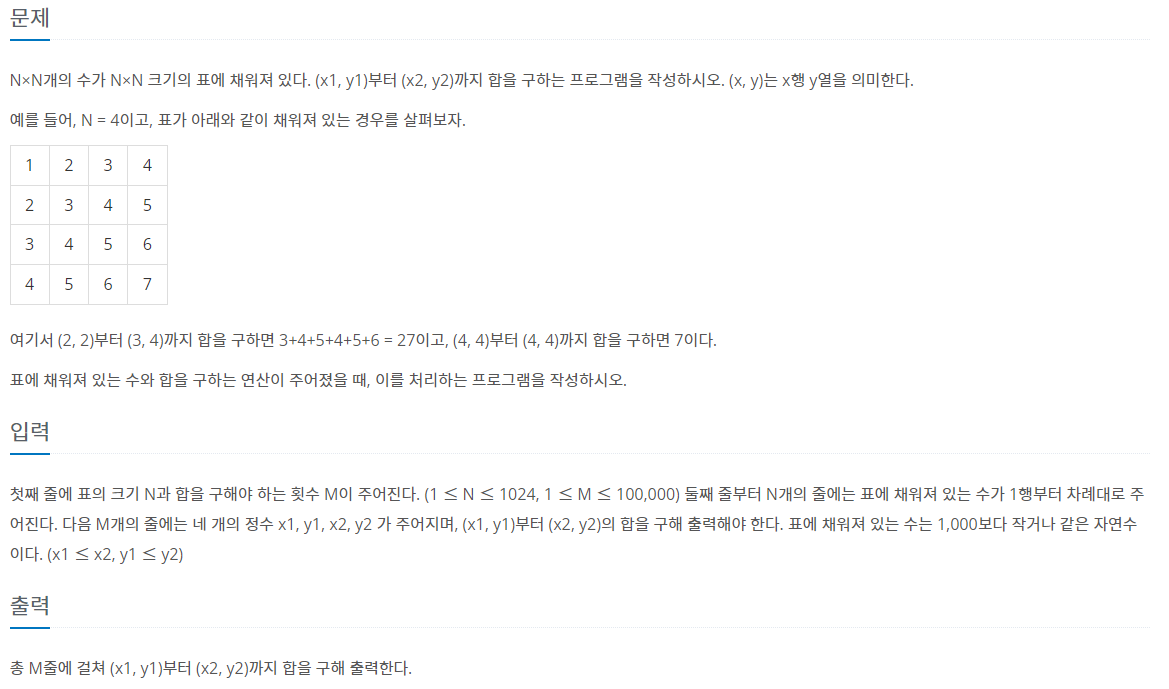 문제
N×N개의 수가 N×N 크기의 표에 채워져 있다. (x1, y1)부터 (x2, y2)까지 합을 구하는 프로그램을 작성하시오. (x, y)는 x행 y열을 의미한다.
예를 들어, N = 4이고, 표가 아래와 같이 채워져 있는 경우를 살펴보자.
1 2 3 4
2 3 4 5
3 4 5 6
4 5 6 7
여기서 (2, 2)부터 (3, 4)까지 합을 구하면 3+4+5+4+5+6 = 27이고, (4, 4)부터 (4, 4)까지 합을 구하면 7이다.
표에 채워져 있는 수와 합을 구하는 연산이 주어졌을 때, 이를 처리하는 프로그램을 작성하시오.
입력
첫째 줄에 표의 크기 N과 합을 구해야 하는 횟수 M이 주어진다. (1 ≤ N ≤ 1024, 1 ≤ M ≤ 100,000) 둘째 줄부터 N개의 줄에는 표에 채워져 있는 수가 1행부터 차례대로 주
어진다. 다음 M개의 줄에는 네 개의 정수 x1, y1, x2, y2 가 주어지며, (x1, y1)부터 (x2, y2)의 합을 구해 출력해야 한다. 표에 채워져 있는 수는 1,000보다 작거나 같은 자연수
이다. (x1 ≤ x2, y1 ≤ y2)
출력
총 M줄에 걸쳐 (x1, y1)부터 (x2, y2)까지 합을 구해 출력한다.